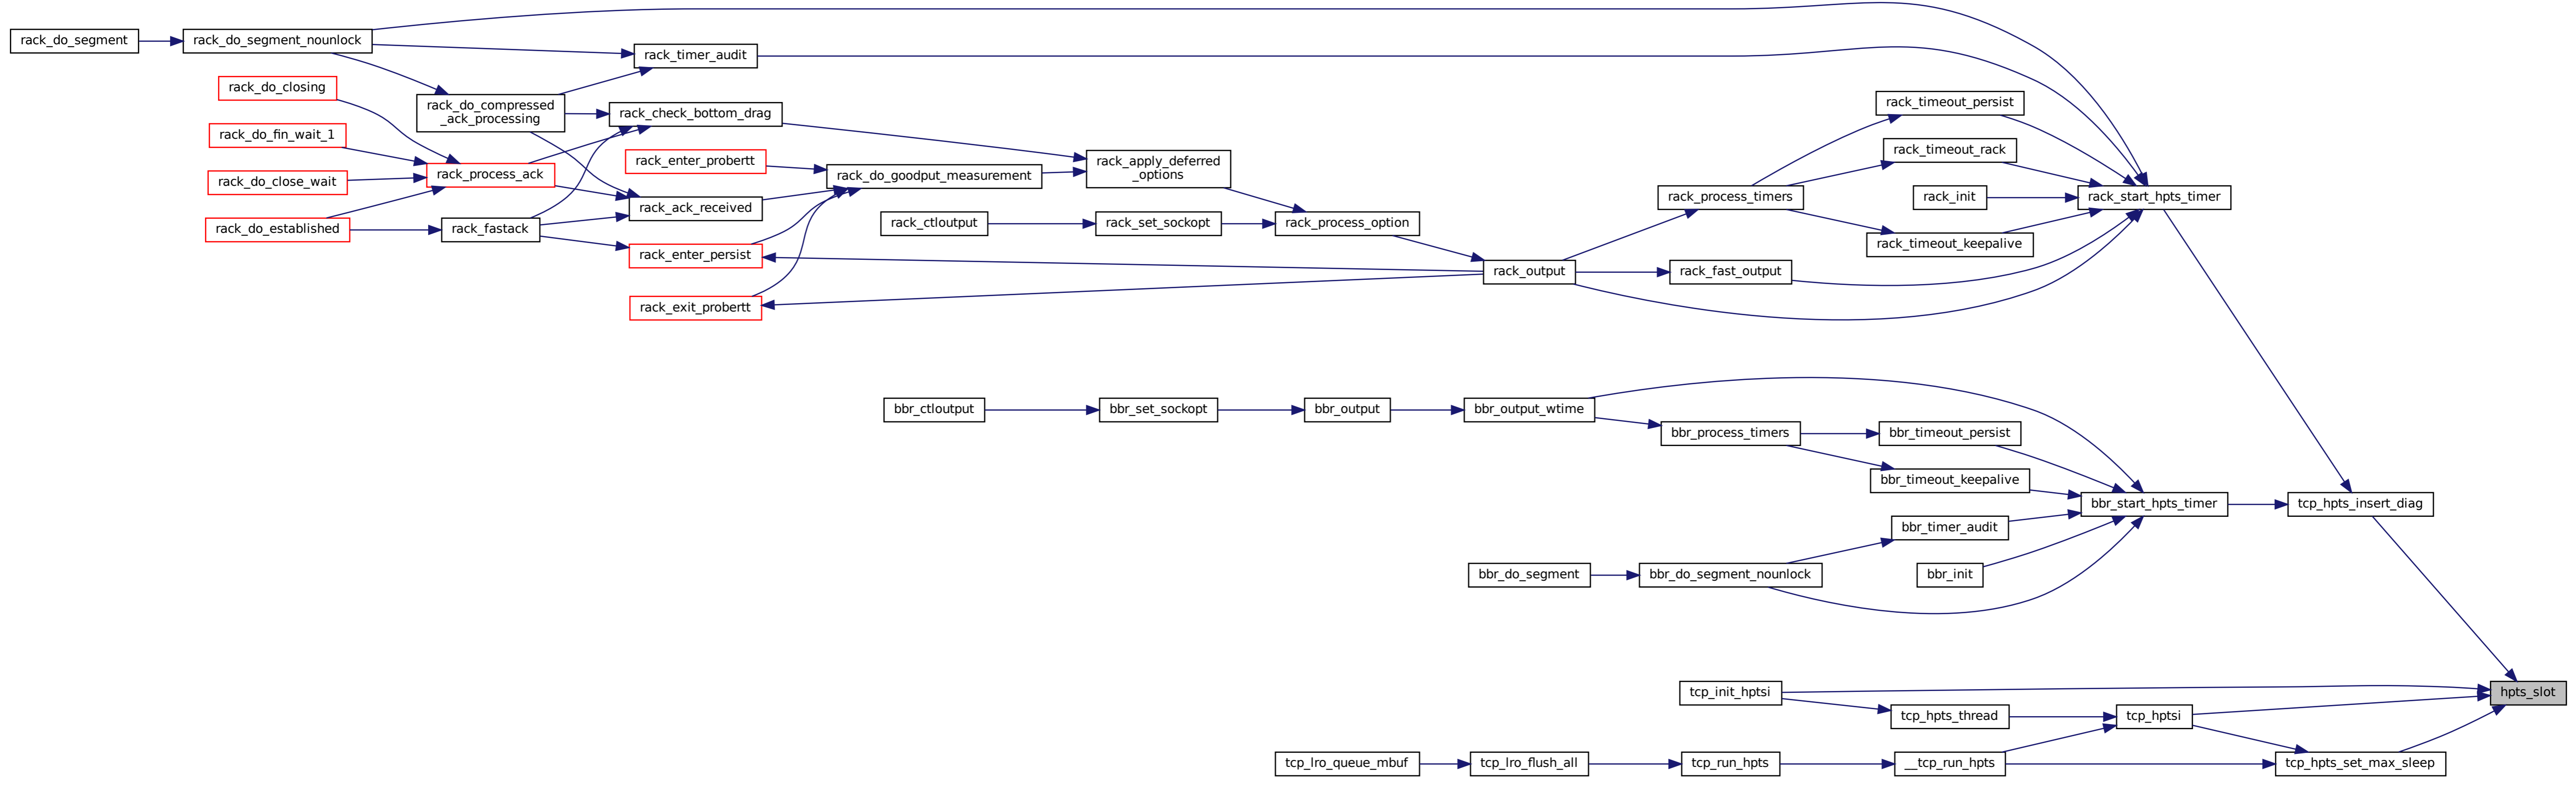 rack_do_segment
rack_do_segment_nounlock
rack_timer_audit
rack_do_closing
rack_do_compressed
_ack_processing
rack_check_bottom_drag
rack_timeout_persist
rack_do_fin_wait_1
rack_timeout_rack
rack_enter_probertt
rack_apply_deferred
_options
rack_process_ack
rack_do_goodput_measurement
rack_do_close_wait
rack_process_timers
rack_init
rack_start_hpts_timer
rack_ack_received
rack_ctloutput
rack_set_sockopt
rack_process_option
rack_do_established
rack_fastack
rack_timeout_keepalive
rack_enter_persist
rack_output
rack_fast_output
rack_exit_probertt
bbr_ctloutput
bbr_set_sockopt
bbr_output
bbr_output_wtime
bbr_process_timers
bbr_timeout_persist
bbr_timeout_keepalive
bbr_start_hpts_timer
tcp_hpts_insert_diag
bbr_timer_audit
bbr_do_segment
bbr_do_segment_nounlock
bbr_init
tcp_init_hptsi
hpts_slot
tcp_hpts_thread
tcp_hptsi
tcp_lro_queue_mbuf
tcp_lro_flush_all
tcp_run_hpts
__tcp_run_hpts
tcp_hpts_set_max_sleep